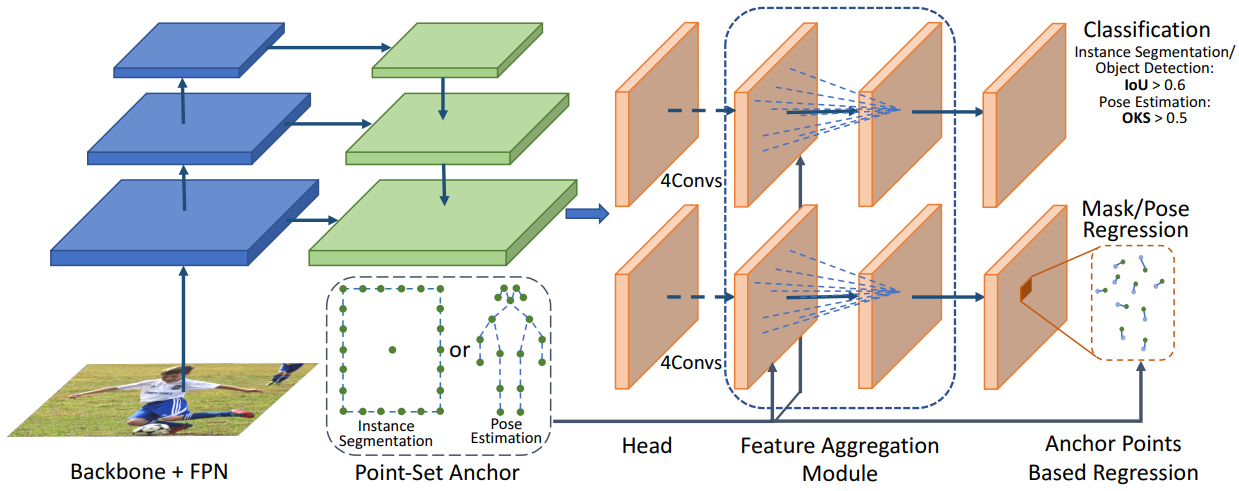 Classification
Instance Segmentation/
Object Detection:
IoU > 0.6
Pose Estimation:
OKS > 0.5
4Convs
Mask/Pose
Regression
4Convs
or
Instance
Segmentation
Pose
Estimation
Backbone + FPN
Point-Set Anchor
Head
Feature Aggregation
Module
Anchor Points
Based Regression